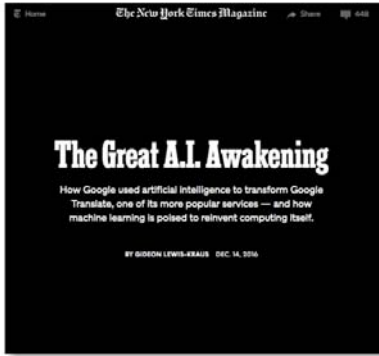 Home
The New York Times Magazine
Share
648
The Great A.I. Awakening
How Google used artificial intelligence to transform Google
Translate, one of its more popular services — and how
machine learning is poised to reinvent computing itself.
BY GIDEON LEWIS-KRAUS DEC. 14, 2016